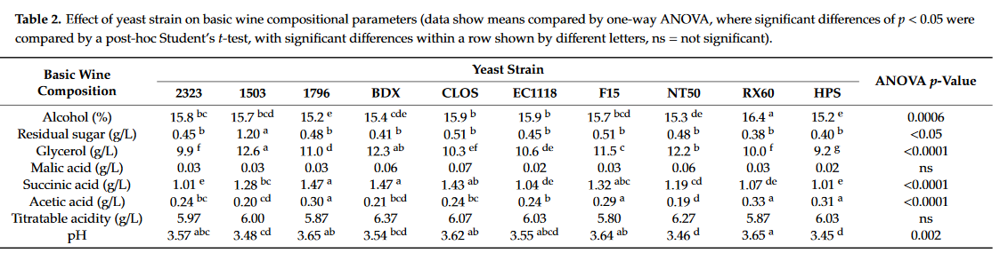 Table 2. Effect of yeast strain on basic wine compositional parameters (data show means compared by one-way ANOVA, where significant differences of p < 0.05 were
compared by a post-hoc Student's t-test, with significant differences within a row shown by different letters, ns = not significant).
Basic Wine Composition Yeast Strain ANOVA p-Value
2323 1503 1796 BDX CLOS EC1118 F15 NT50 RX60 HPS
Alcohol (%) 15.8 bc 15.7 bcd 15.2 e 15.4 cde 15.9 b 15.9 b 15.7 bcd 15.3 de 16.4 a 15.2 e 0.0006
Residual sugar (g/L) 0.45 b 1.20 a 0.48 b 0.41 b 0.51 b 0.45 b 0.51 b 0.48 b 0.38 b 0.40 b <0.05
Glycerol (g/L) 9.9 f 12.6 a 11.0 d 12.3 ab 10.3 ef 10.6 de 11.5 c 12.2 b 10.0 f 9.2 g <0.0001
Malic acid (g/L) 0.03 0.03 0.03 0.06 0.07 0.02 0.03 0.06 0.03 0.02 ns
Succinic acid (g/L) 1.01 e 1.28 bc 1.47 a 1.47 a 1.43 ab 1.04 de 1.32 abc 1.19 cd 1.07 de 1.01 e <0.0001
Acetic acid (g/L) 0.24 bc 0.20 cd 0.30 a 0.21 bcd 0.24 bc 0.24 b 0.29 a 0.19 d 0.33 a 0.31 a <0.0001
Titratable acidity (g/L) 5.97 6.00 5.87 6.37 6.07 6.03 5.80 6.27 5.87 6.03 ns
pH 3.57 abc 3.48 cd 3.65 ab 3.54 bcd 3.62 ab 3.55 abcd 3.64 ab 3.46 d 3.65 a 3.45 d 0.002